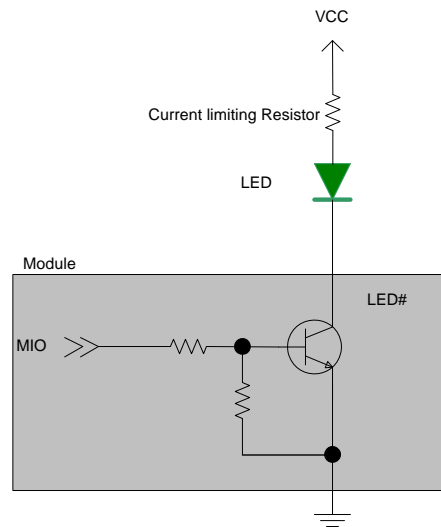 VCC
Current limiting Resistor
LED
Module
LED#
MIO